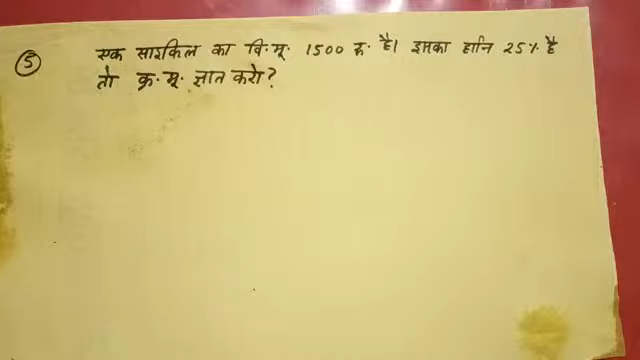 (5) एक साइकिल का वि॰मू॰ 1500 रू॰ है। इसका हानि 25% है
तो क्र॰मू॰ ज्ञात करो?